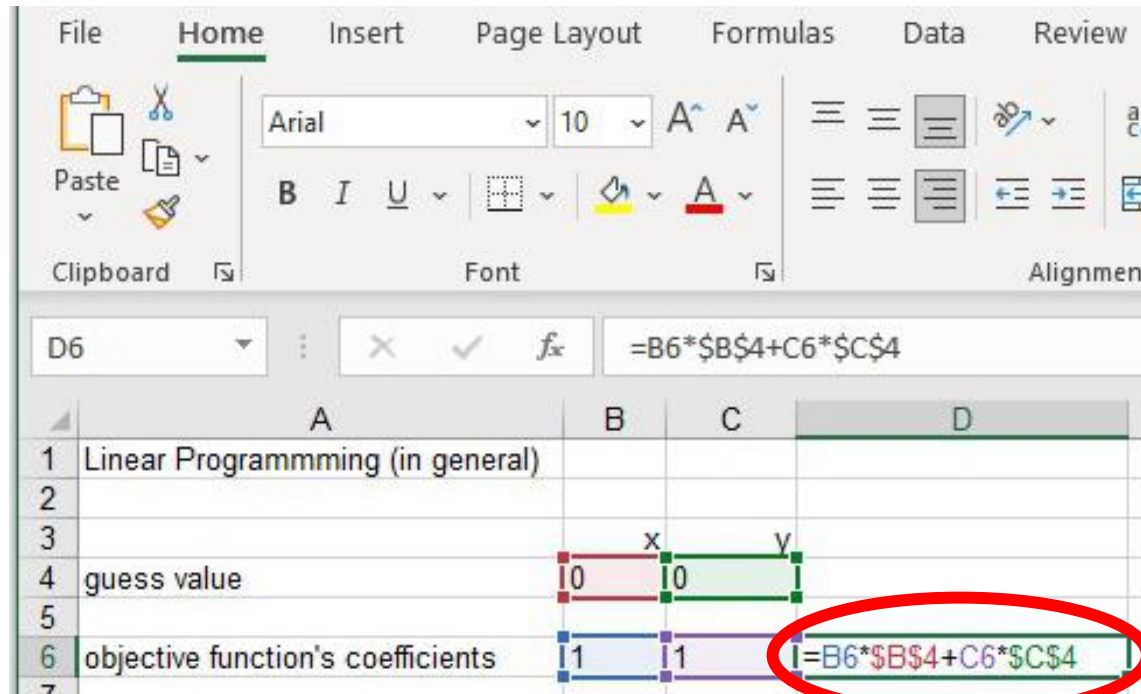 File Home Insert Page Layout Formulas Data Review
Arial 10 A A ab
Paste B I U A
Clipboard Font
D6 fx =B6*$B$4+C6*$C$4
A B C D
1 Linear Programmming (in general)
2
3 x y
4 guess value 0 0
5
6 objective function's coefficients 1 1 =B6*$B$4+C6*$C$4